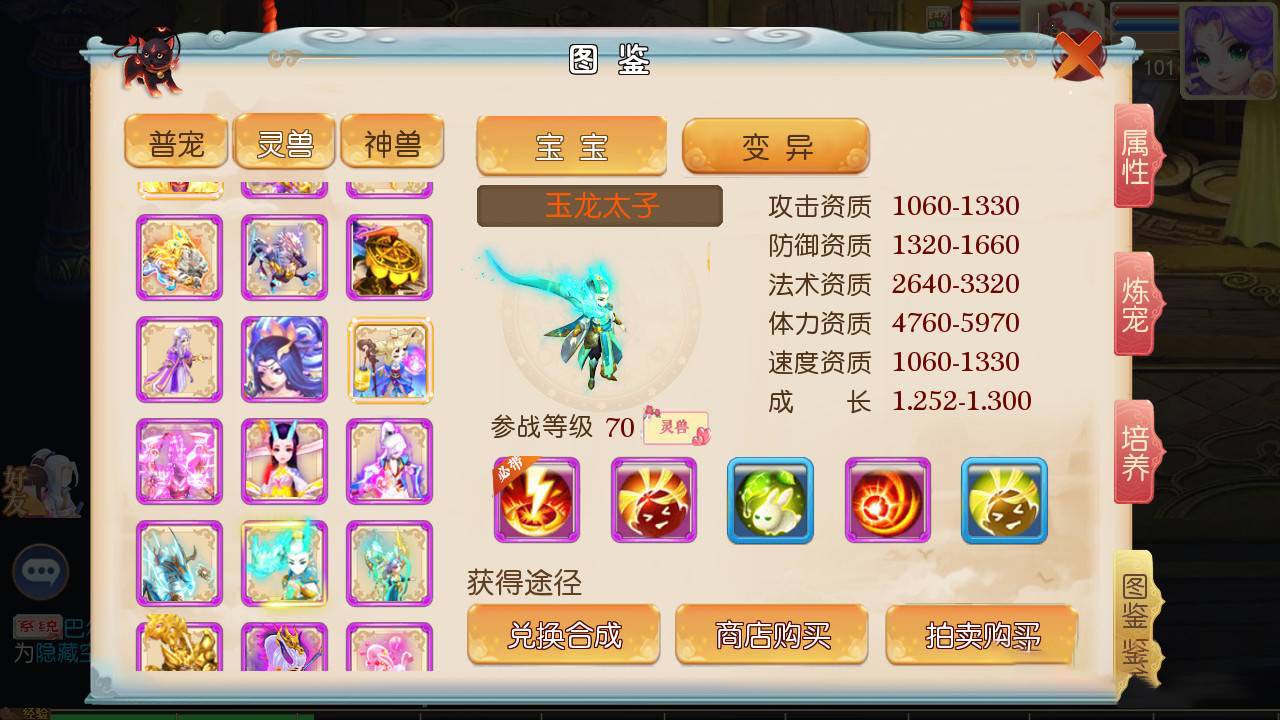 图 鉴
101
普宠 灵兽 神兽
宝 宝 变 异
玉龙太子
攻击资质 1060-1330
防御资质 1320-1660
法术资质 2640-3320
体力资质 4760-5970
速度资质 1060-1330
成 长 1.252-1.300
参战等级 70 灵兽
必带
获得途径
兑换合成 商店购买 拍卖购买
属性
炼宠
培养
图鉴
鉴
好友
系统
为隐藏
经验